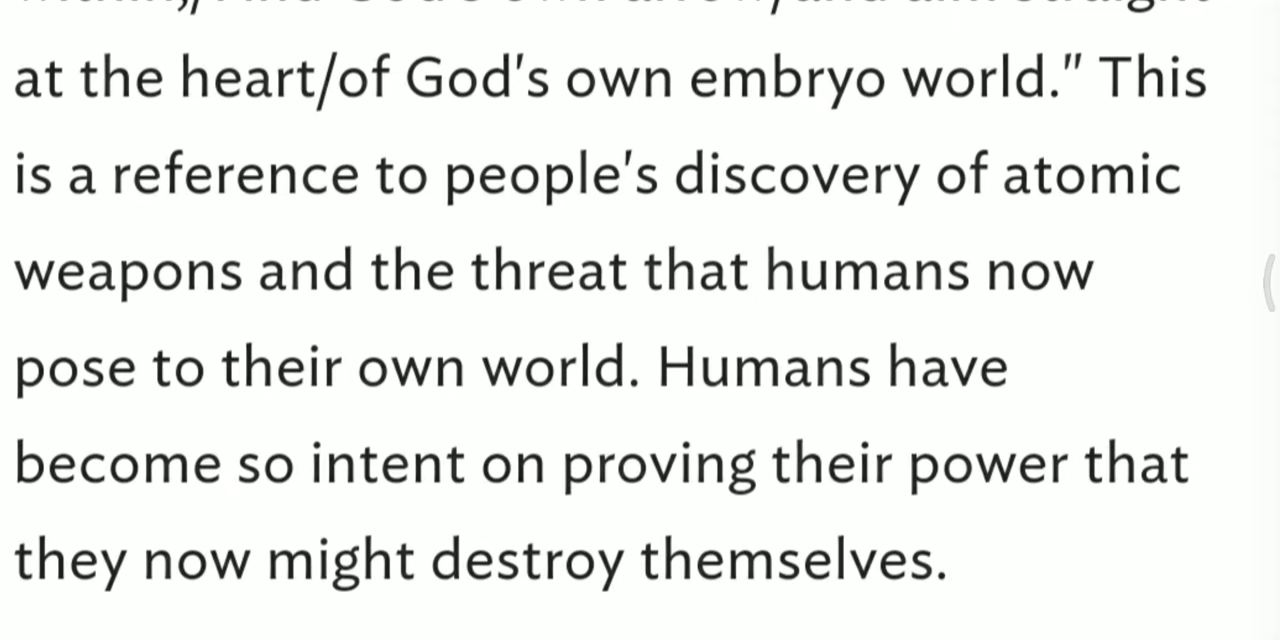 at the heart/of God's own embryo world." This
is a reference to people's discovery of atomic
weapons and the threat that humans now
pose to their own world. Humans have
become so intent on proving their power that
they now might destroy themselves.